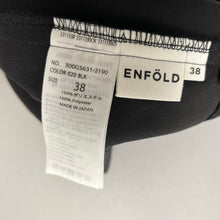 ENFÖLD
38
NO. 300GS631-2190
COLOR 020 BLK
SIZE
38
100% ポリエステル
100% Polyester
MADE IN JAPAN